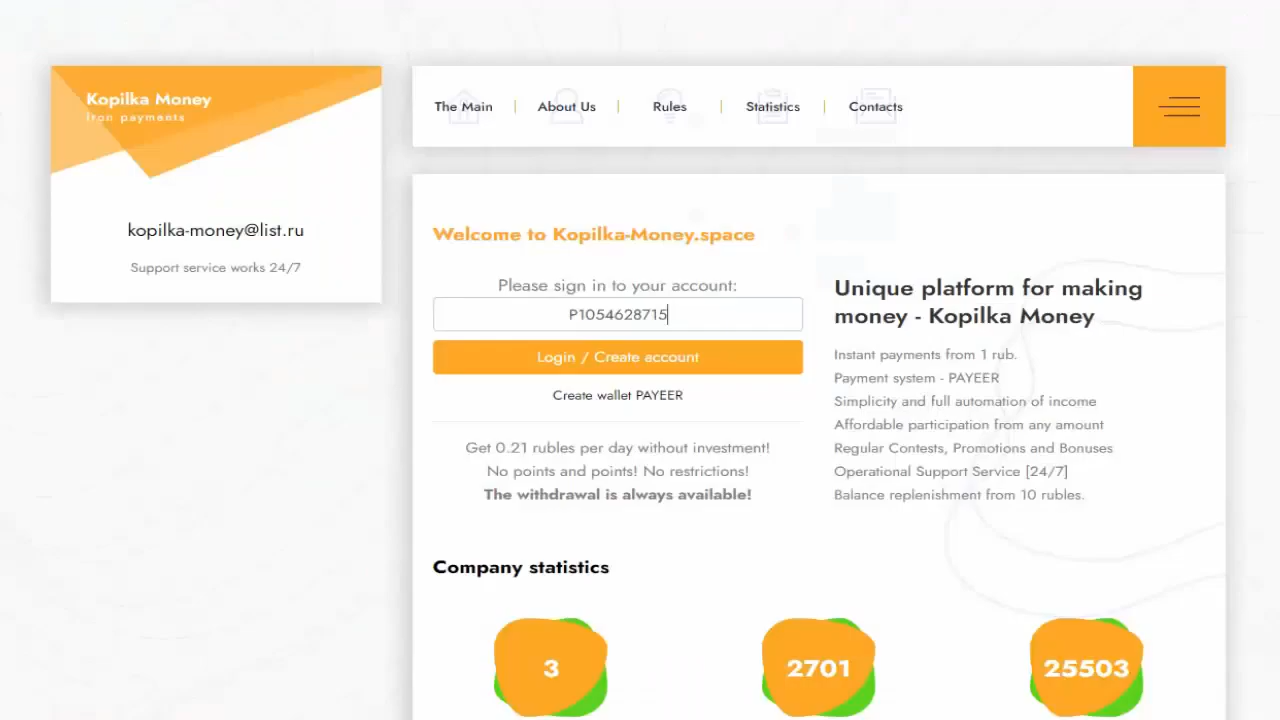 Kopilka Money
Iron payments
kopilka-money@list.ru
Support service works 24/7
The Main
About Us
Rules
Statistics
Contacts
Welcome to Kopilka-Money.space
Please sign in to your account:
P1054628715
Login / Create account
Create wallet PAYEER
Get 0.21 rubles per day without investment!
No points and points! No restrictions!
The withdrawal is always available!
Unique platform for making
money - Kopilka Money
Instant payments from 1 rub.
Payment system - PAYEER
Simplicity and full automation of income
Affordable participation from any amount
Regular Contests, Promotions and Bonuses
Operational Support Service [24/7]
Balance replenishment from 10 rubles.
Company statistics
3
2701
25503